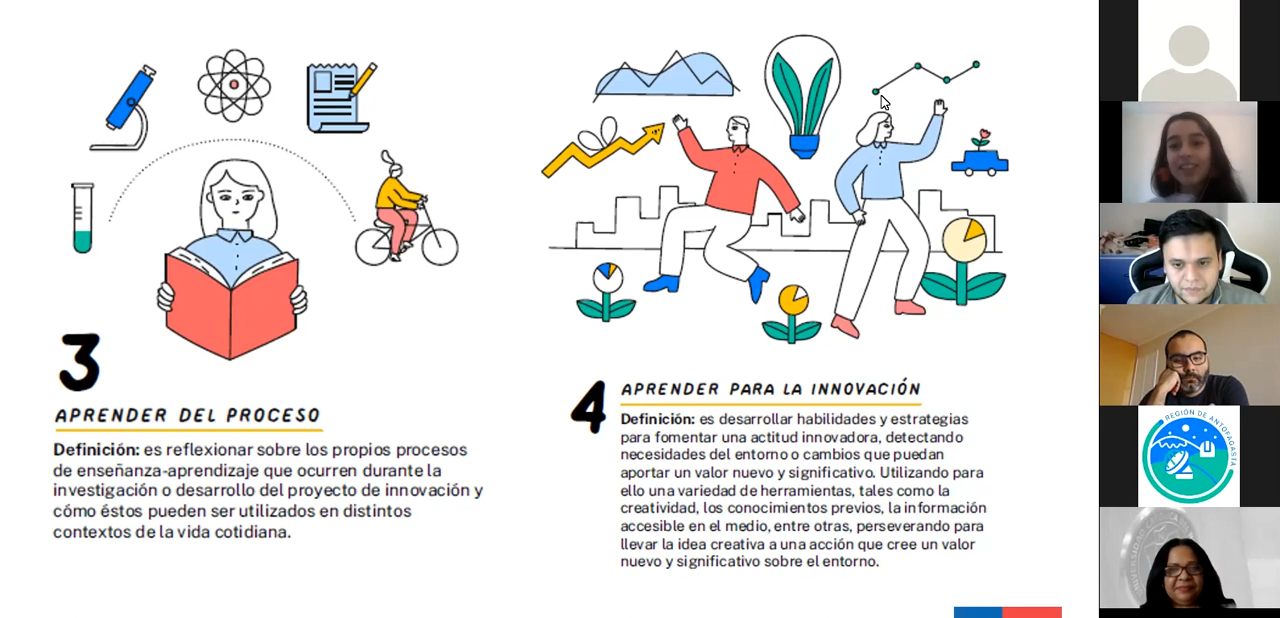 3
APRENDER DEL PROCESO
Definición: es reflexionar sobre los propios procesos
de enseñanza-aprendizaje que ocurren durante la
investigación o desarrollo del proyecto de innovación y
cómo éstos pueden ser utilizados en distintos
contextos de la vida cotidiana.
4
APRENDER PARA LA INNOVACIÓN
Definición: es desarrollar habilidades y estrategias
para fomentar una actitud innovadora, detectando
necesidades del entorno o cambios que puedan
aportar un valor nuevo y significativo. Utilizando para
ello una variedad de herramientas, tales como la
creatividad, los conocimientos previos, la información
accesible en el medio, entre otras, perseverando para
llevar la idea creativa a una acción que cree un valor
nuevo y significativo sobre el entorno.
REGIÓN DE ANTOFAGASTA